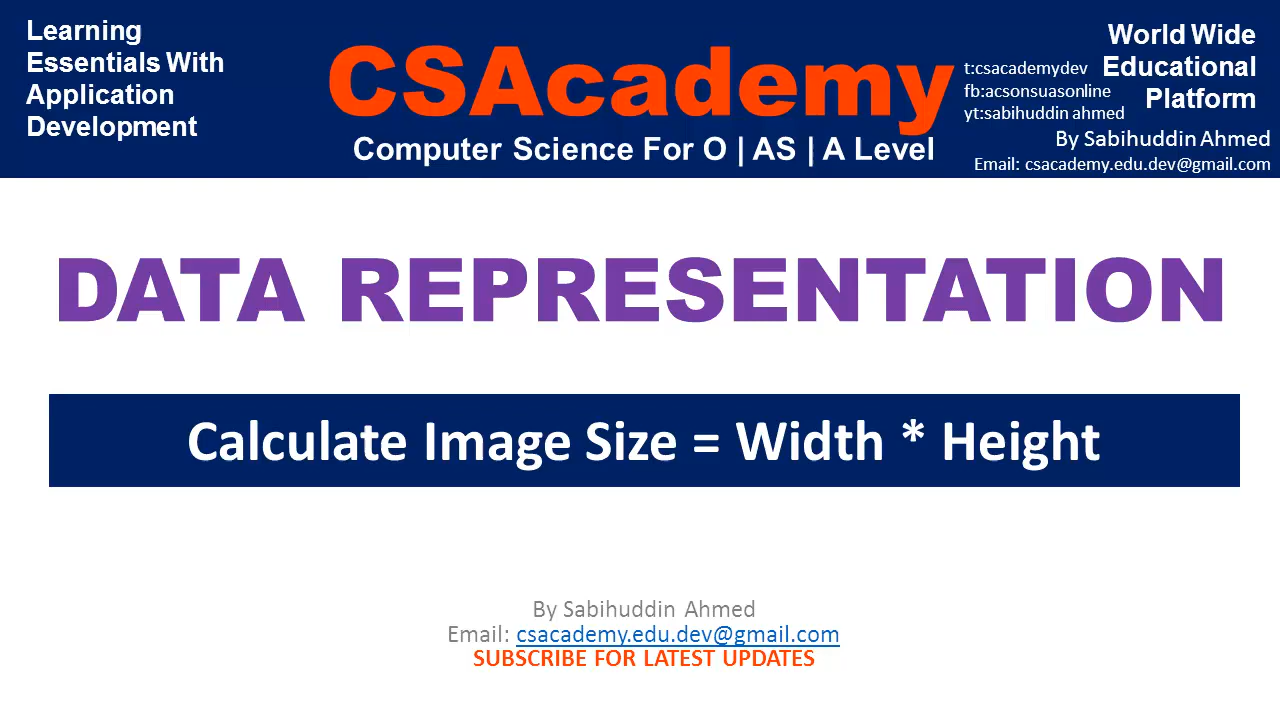 Learning
Essentials With
Application
Development
CSAcademy
Computer Science For O | AS | A Level
t:csacademydev
fb:acsonsuasonline
yt:sabihuddin ahmed
World Wide
Educational
Platform
By Sabihuddin Ahmed
Email: csacademy.edu.dev@gmail.com
DATA REPRESENTATION
Calculate Image Size = Width * Height
By Sabihuddin Ahmed
Email: csacademy.edu.dev@gmail.com
SUBSCRIBE FOR LATEST UPDATES